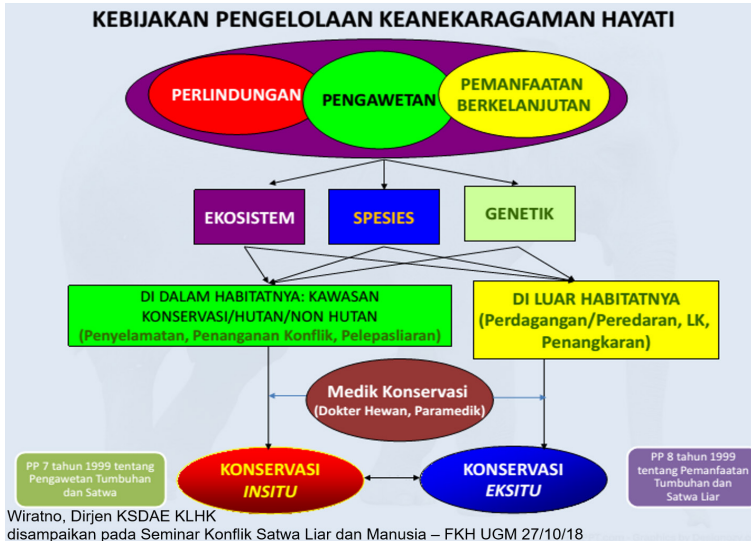 KEBIJAKAN PENGELOLAAN KEANEKARAGAMAN HAYATI
PERLINDUNGAN
PENGAWETAN
PEMANFAATAN
BERKELANJUTAN
EKOSISTEM
SPESIES
GENETIK
DI DALAM HABITATNYA: KAWASAN
KONSERVASI/HUTAN/NON HUTAN
(Penyelamatan, Penanganan Konflik, Pelepasliaran)
DI LUAR HABITATNYA
(Perdagangan/Peredaran, LK,
Penangkaran)
Medik Konservasi
(Dokter Hewan, Paramedik)
PP 7 tahun 1999 tentang
Pengawetan Tumbuhan
dan Satwa
KONSERVASI
INSITU
KONSERVASI
EKSITU
PP 8 tahun 1999
tentang Pemanfaatan
Tumbuhan dan
Satwa Liar
Wiratno, Dirjen KSDAE KLHK
disampaikan pada Seminar Konflik Satwa Liar dan Manusia – FKH UGM 27/10/18